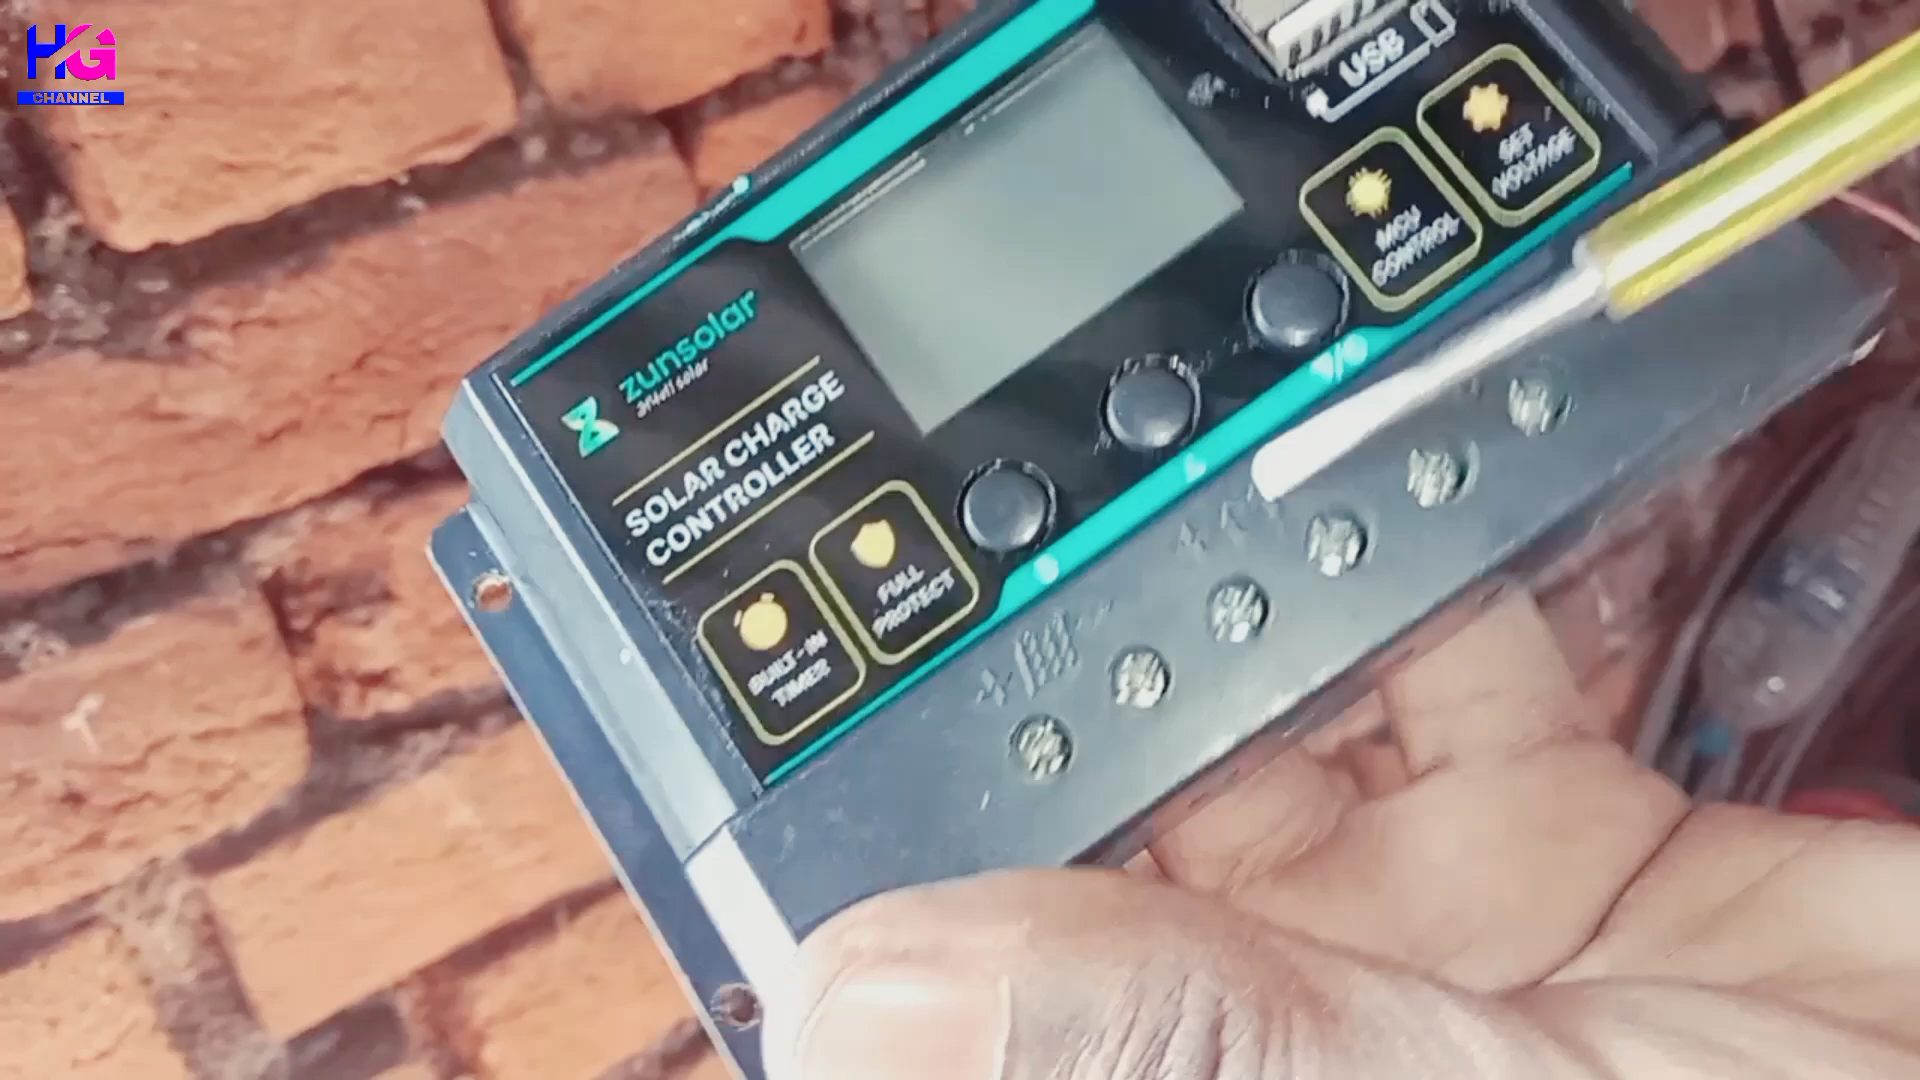 HG
CHANNEL
USB
SET
VOLTAGE
MCU
CONTROL
zunsolar
SOLAR CHARGE
CONTROLLER
FULL
PROTECT
BUILT-IN
TIMER